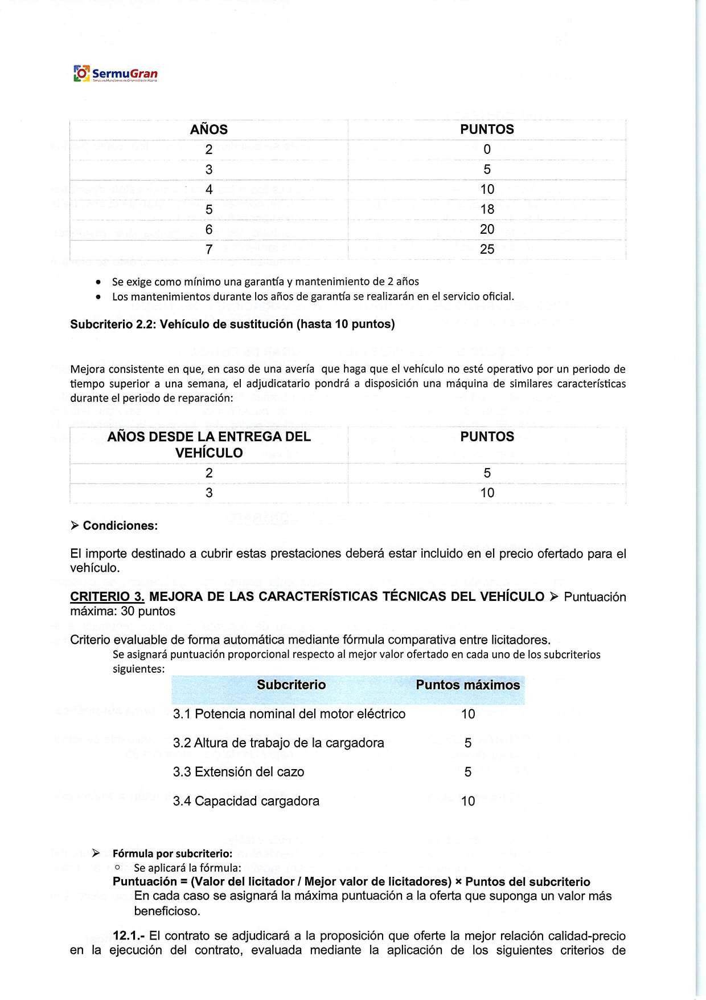 SermuGran
Servicios Municipales de Granadilla de Abona
AÑOS PUNTOS
2 0
3 5
4 10
5 18
6 20
7 25
• Se exige como mínimo una garantía y mantenimiento de 2 años
• Los mantenimientos durante los años de garantía se realizarán en el servicio oficial.
Subcriterio 2.2: Vehículo de sustitución (hasta 10 puntos)
Mejora consistente en que, en caso de una avería que haga que el vehículo no esté operativo por un periodo de
tiempo superior a una semana, el adjudicatario pondrá a disposición una máquina de similares características
durante el periodo de reparación:
AÑOS DESDE LA ENTREGA DEL PUNTOS
VEHÍCULO
2 5
3 10
➢ Condiciones:
El importe destinado a cubrir estas prestaciones deberá estar incluido en el precio ofertado para el
vehículo.
CRITERIO 3. MEJORA DE LAS CARACTERÍSTICAS TÉCNICAS DEL VEHÍCULO ➢ Puntuación
máxima: 30 puntos
Criterio evaluable de forma automática mediante fórmula comparativa entre licitadores.
Se asignará puntuación proporcional respecto al mejor valor ofertado en cada uno de los subcriterios
siguientes:
Subcriterio Puntos máximos
3.1 Potencia nominal del motor eléctrico 10
3.2 Altura de trabajo de la cargadora 5
3.3 Extensión del cazo 5
3.4 Capacidad cargadora 10
➢ Fórmula por subcriterio:
○ Se aplicará la fórmula:
Puntuación = (Valor del licitador / Mejor valor de licitadores) × Puntos del subcriterio
En cada caso se asignará la máxima puntuación a la oferta que suponga un valor más
beneficioso.
12.1.- El contrato se adjudicará a la proposición que oferte la mejor relación calidad-precio
en la ejecución del contrato, evaluada mediante la aplicación de los siguientes criterios de